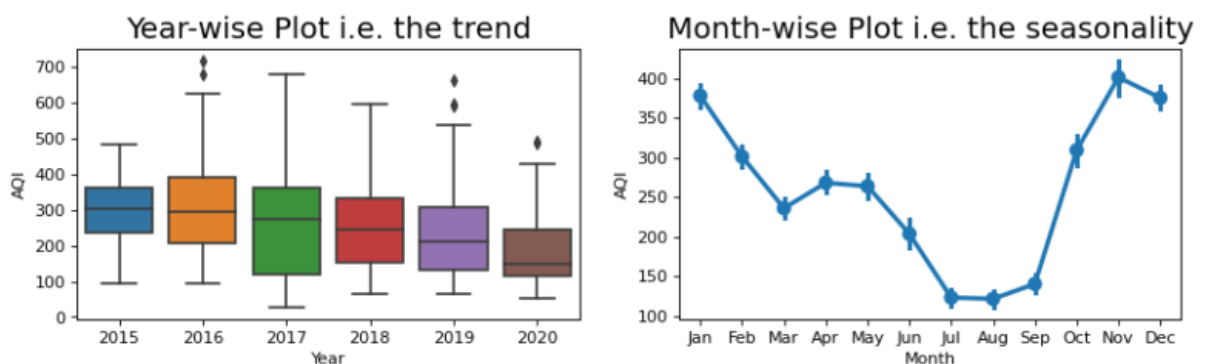 Year-wise Plot i.e. the trend
AQI
700
600
500
400
300
200
100
0
2015 2016 2017 2018 2019 2020
Year
Month-wise Plot i.e. the seasonality
AQI
400
350
300
250
200
150
100
Jan Feb Mar Apr May Jun Jul Aug Sep Oct Nov Dec
Month